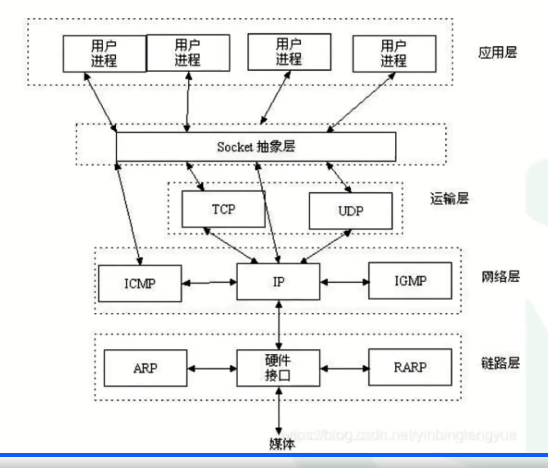 用户
进程
用户
进程
用户
进程
用户
进程
应用层
Socket 抽象层
TCP
UDP
运输层
ICMP
IP
IGMP
网络层
ARP
硬件
接口
RARP
链路层
媒体
https://blog.csdn.net/yinbingfengyue